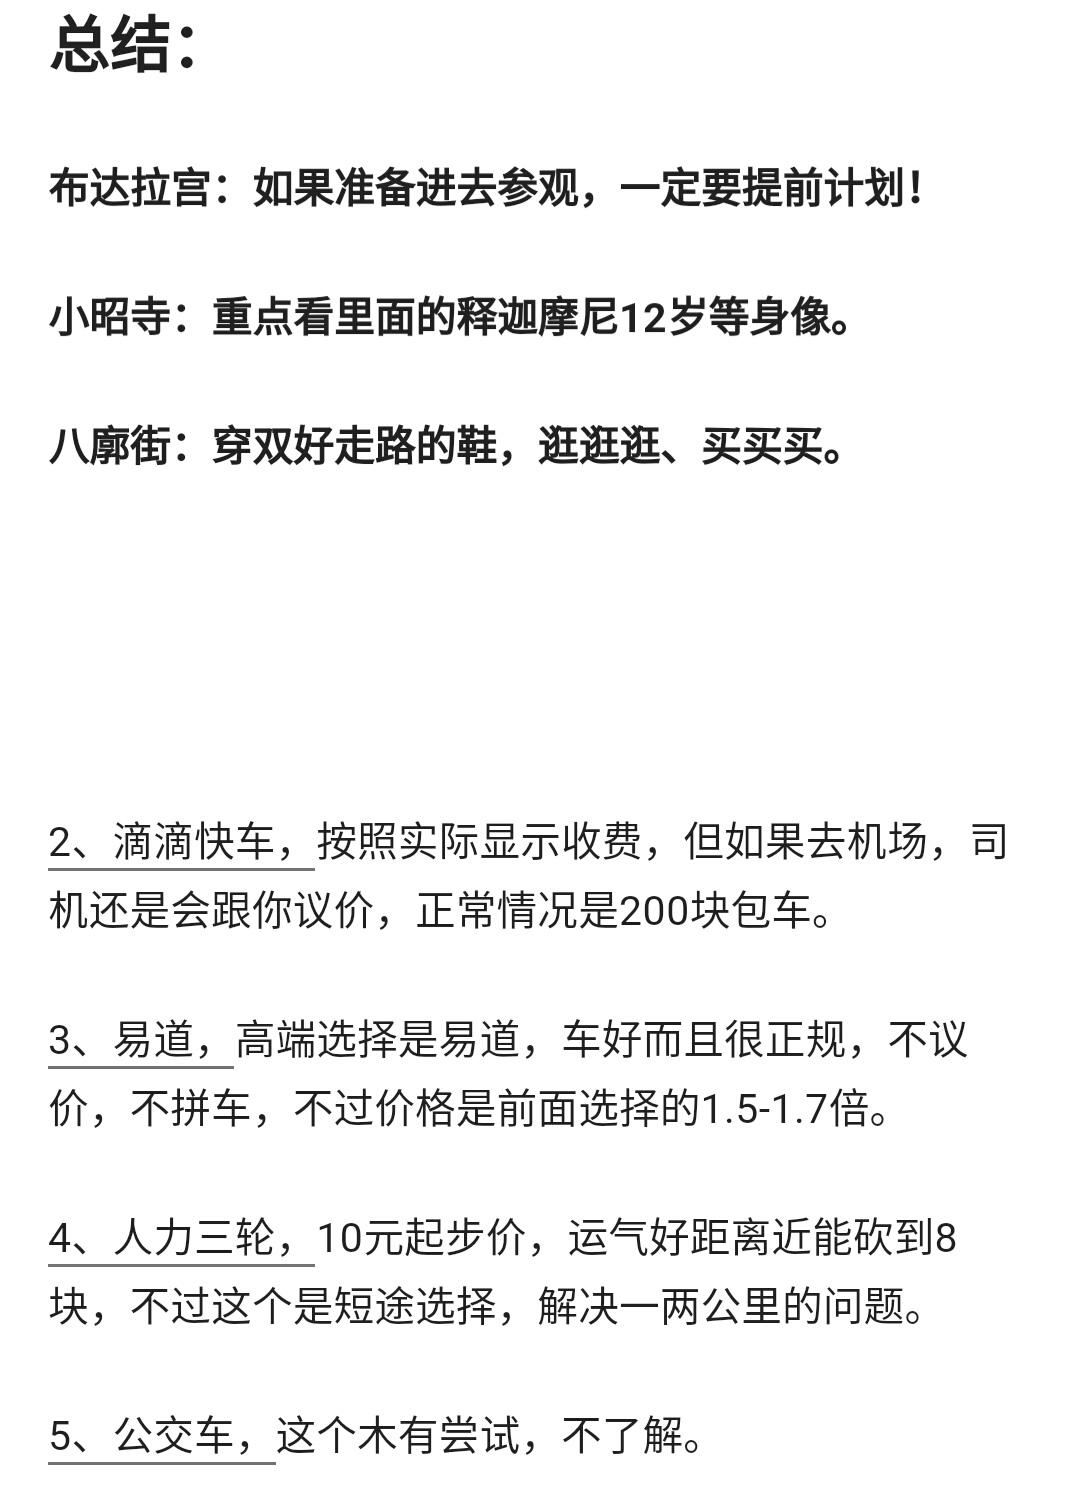 总结：
布达拉宫：如果准备进去参观，一定要提前计划！
小昭寺：重点看里面的释迦摩尼12岁等身像。
八廓街：穿双好走路的鞋，逛逛逛、买买买。
2、滴滴快车，按照实际显示收费，但如果去机场，司
机还是会跟你议价，正常情况是200块包车。
3、易道，高端选择是易道，车好而且很正规，不议
价，不拼车，不过价格是前面选择的1.5-1.7倍。
4、人力三轮，10元起步价，运气好距离近能砍到8
块，不过这个是短途选择，解决一两公里的问题。
5、公交车，这个木有尝试，不了解。